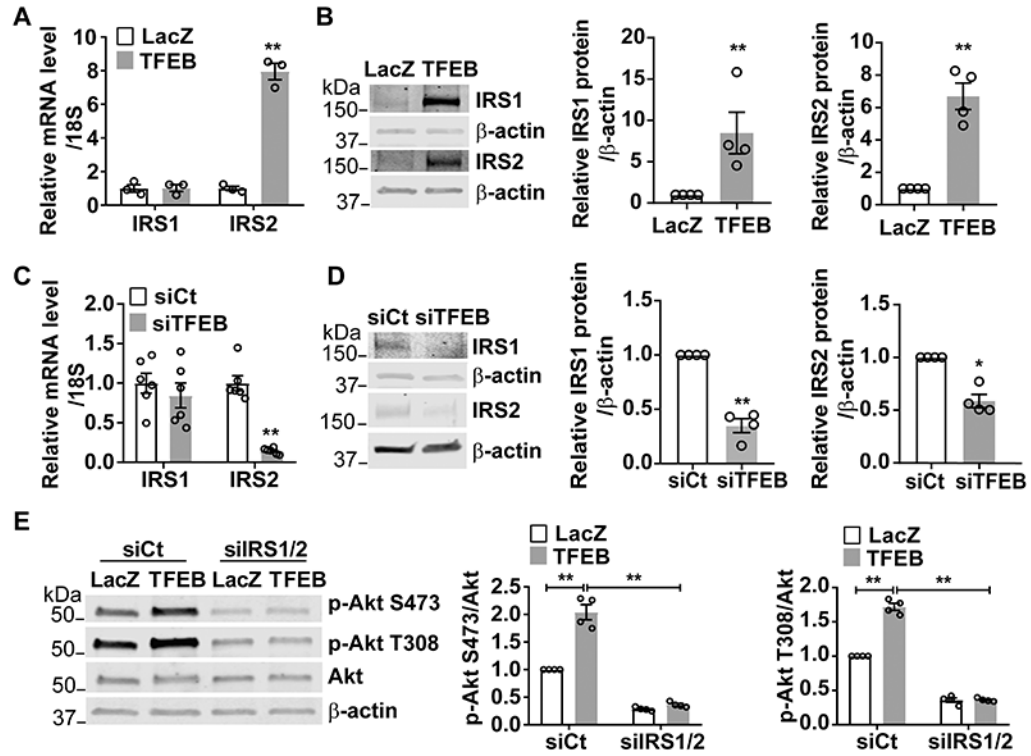 A
LacZ
TFEB
Relative mRNA level
/18S
10
8
6
4
2
0
**
IRS1
IRS2
B
LacZ TFEB
kDa
150
IRS1
37
β-actin
150
IRS2
37
β-actin
Relative IRS1 protein
/β-actin
20
15
10
5
0
**
LacZ TFEB
Relative IRS2 protein
/β-actin
10
8
6
4
2
0
**
LacZ TFEB
C
siCt
siTFEB
Relative mRNA level
/18S
2.0
1.5
1.0
0.5
0.0
**
IRS1
IRS2
D
siCt siTFEB
kDa
150
IRS1
37
β-actin
150
IRS2
37
β-actin
Relative IRS1 protein
/β-actin
1.5
1.0
0.5
0.0
**
siCt siTFEB
Relative IRS2 protein
/β-actin
1.5
1.0
0.5
0.0
*
siCt siTFEB
E
siCt siIRS1/2
LacZ TFEB LacZ TFEB
kDa
50
p-Akt S473
50
p-Akt T308
50
Akt
37
β-actin
LacZ
TFEB
p-Akt S473/Akt
2.5
2.0
1.5
1.0
0.5
0.0
** **
siCt siIRS1/2
LacZ
TFEB
p-Akt T308/Akt
2.0
1.5
1.0
0.5
0.0
** **
siCt siIRS1/2